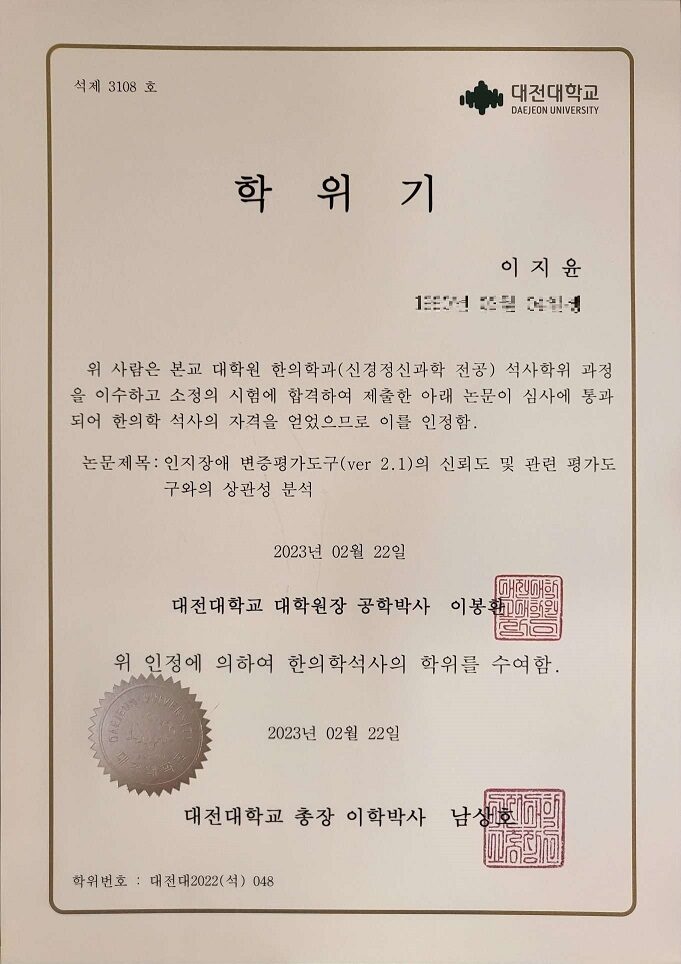 석제 3108 호
대전대학교
DAEJEON UNIVERSITY
학 위 기
이 지 윤
위 사람은 본교 대학원 한의학과(신경정신과학 전공) 석사학위 과정
을 이수하고 소정의 시험에 합격하여 제출한 아래 논문이 심사에 통과
되어 한의학 석사의 자격을 얻었으므로 이를 인정함.
논문제목: 인지장애 변증평가도구(ver 2.1)의 신뢰도 및 관련 평가도
구와의 상관성 분석
2023년 02월 22일
대전대학교 대학원장 공학박사 이봉환
위 인정에 의하여 한의학석사의 학위를 수여함.
DAEJEON UNIVERSITY
2023년 02월 22일
대전대학교 총장 이학박사 남상호
학위번호 : 대전대2022(석) 048